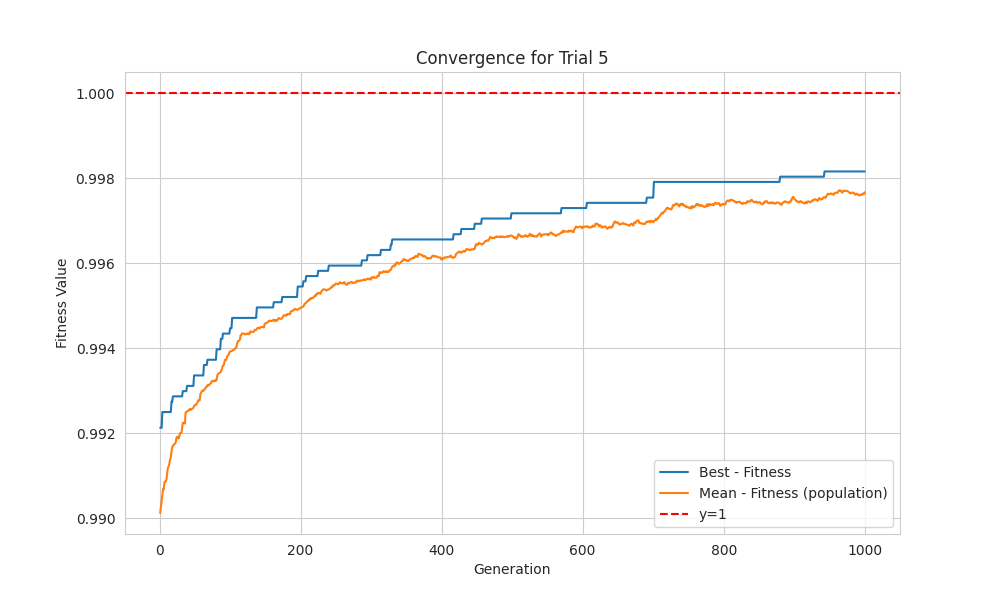 Convergence for Trial 5
Fitness Value
1.000
0.998
0.996
0.994
0.992
0.990
0 200 400 600 800 1000
Generation
Best - Fitness
Mean - Fitness (population)
y=1